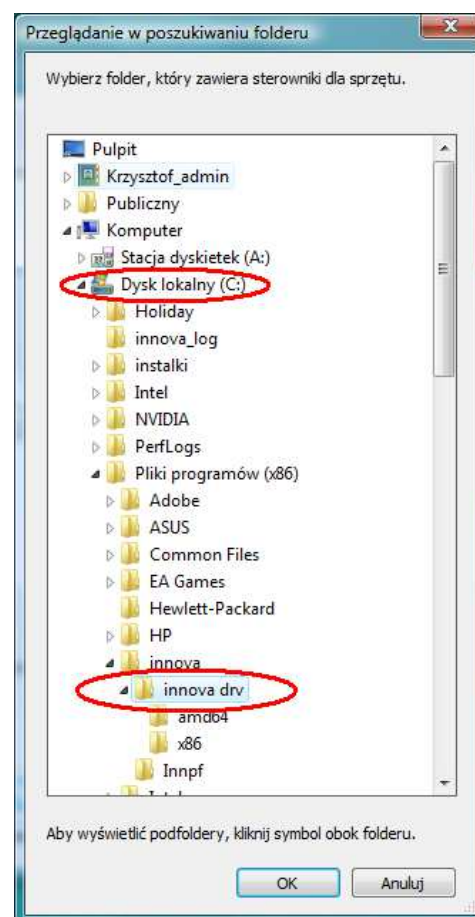 Przeglądanie w poszukiwaniu folderu
Wybierz folder, który zawiera sterowniki dla sprzętu.
Pulpit
Krzysztof_admin
Publiczny
Komputer
Stacja dyskietek (A:)
Dysk lokalny (C:)
Holiday
innova_log
instalki
Intel
NVIDIA
PerfLogs
Pliki programów (x86)
Adobe
ASUS
Common Files
EA Games
Hewlett-Packard
HP
innova
innova drv
amd64
x86
Innpf
Aby wyświetlić podfoldery, kliknij symbol obok folderu.
OK Anuluj